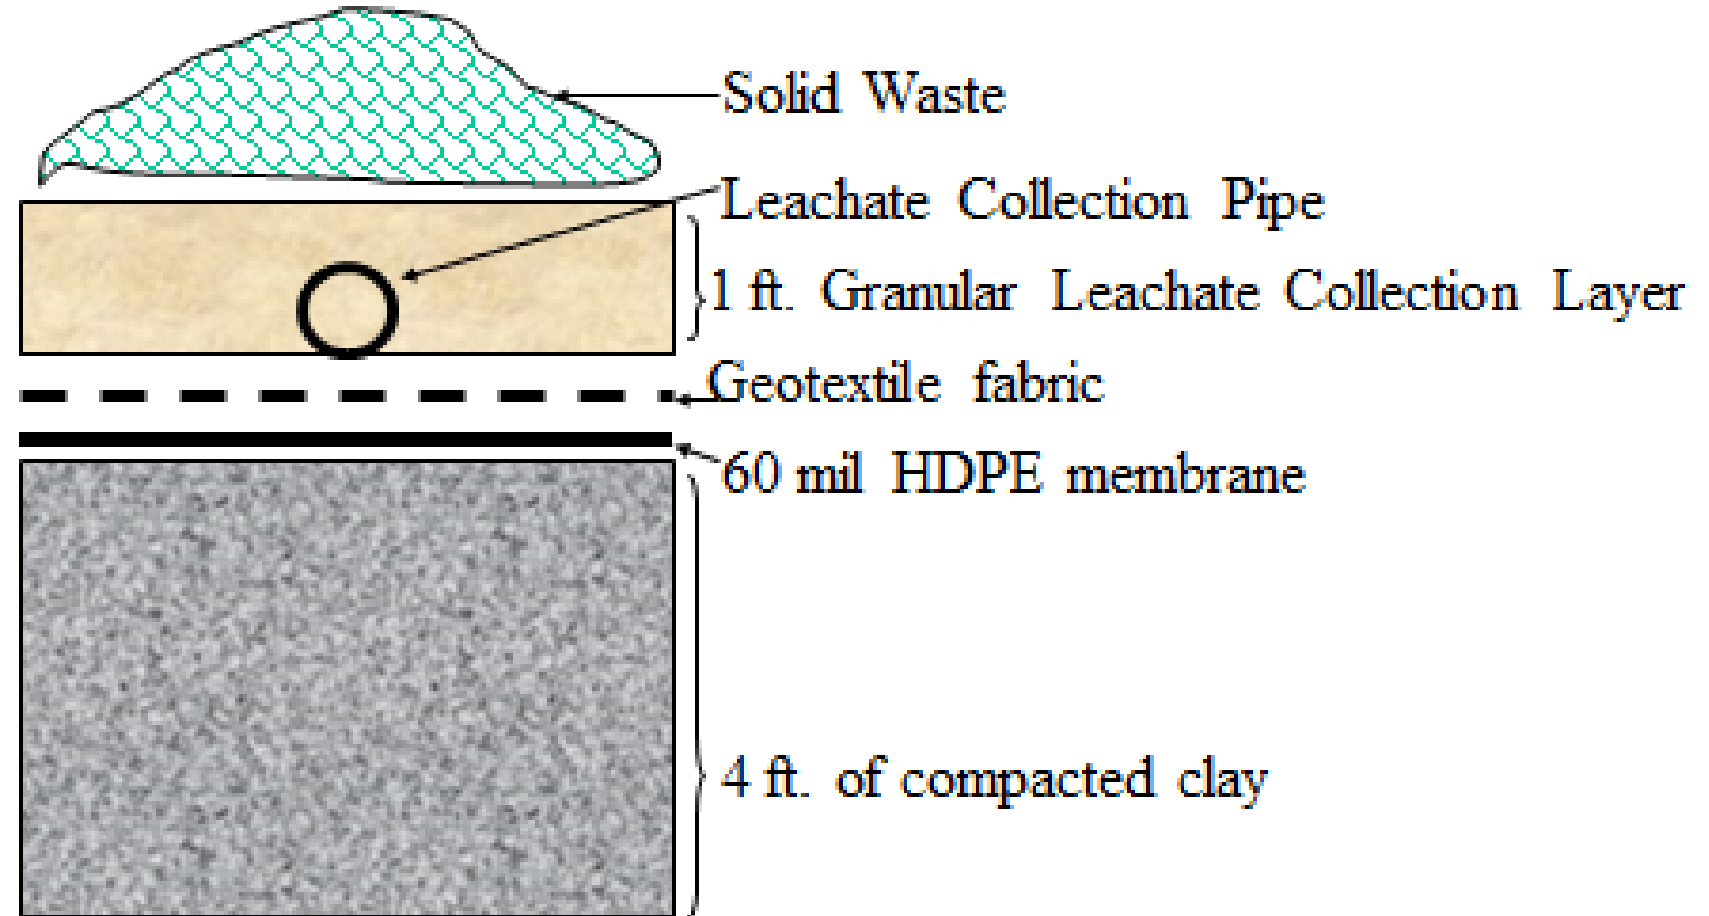 Solid Waste
Leachate Collection Pipe
1 ft. Granular Leachate Collection Layer
Geotextile fabric
60 mil HDPE membrane
4 ft. of compacted clay